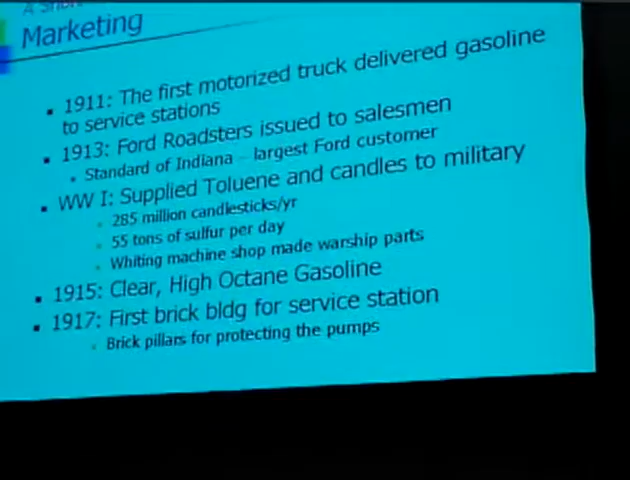 A Short
Marketing
▪ 1911: The first motorized truck delivered gasoline
to service stations
▪ 1913: Ford Roadsters issued to salesmen
▪ Standard of Indiana – largest Ford customer
▪ WW I: Supplied Toluene and candles to military
▪ 285 million candlesticks/yr
▪ 55 tons of sulfur per day
▪ Whiting machine shop made warship parts
▪ 1915: Clear, High Octane Gasoline
▪ 1917: First brick bldg for service station
▪ Brick pillars for protecting the pumps